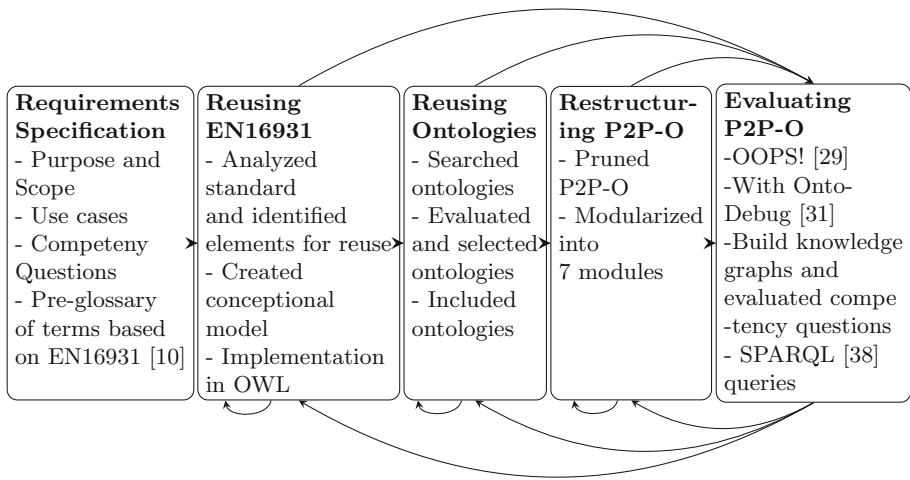 Requirements
Specification
- Purpose and
Scope
- Use cases
- Competeny
Questions
- Pre-glossary
of terms based
on EN16931 [10]
Reusing
EN16931
- Analyzed
standard
and identified
elements for reuse
- Created
conceptional
model
- Implementation
in OWL
Reusing
Ontologies
- Searched
ontologies
- Evaluated
and selected
ontologies
- Included
ontologies
Restructur-
ing P2P-O
- Pruned
P2P-O
- Modularized
into
7 modules
Evaluating
P2P-O
-OOPS! [29]
-With Onto-
Debug [31]
-Build knowledge
graphs and
evaluated compe
-tency questions
- SPARQL [38]
queries